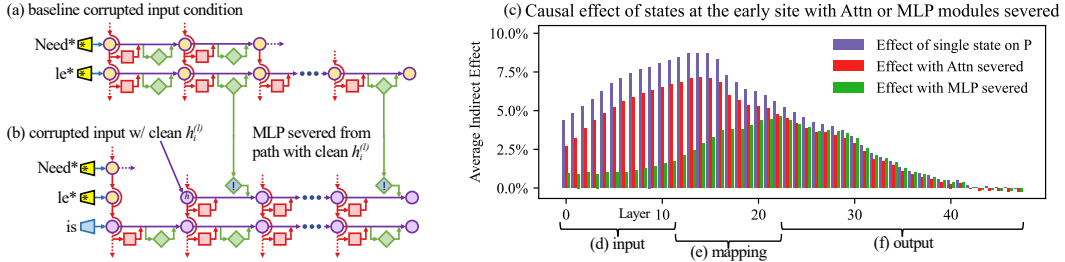 (a) baseline corrupted input condition
Need*
*
le*
*
(b) corrupted input w/ clean h_i^(l)
MLP severed from
path with clean h_i^(l)
Need*
*
le*
*
h
!
!
is
(c) Causal effect of states at the early site with Attn or MLP modules severed
10.0%
7.5%
5.0%
2.5%
0.0%
Average Indirect Effect
Effect of single state on P
Effect with Attn severed
Effect with MLP severed
0 10 20 30 40
Layer
(d) input
(e) mapping
(f) output